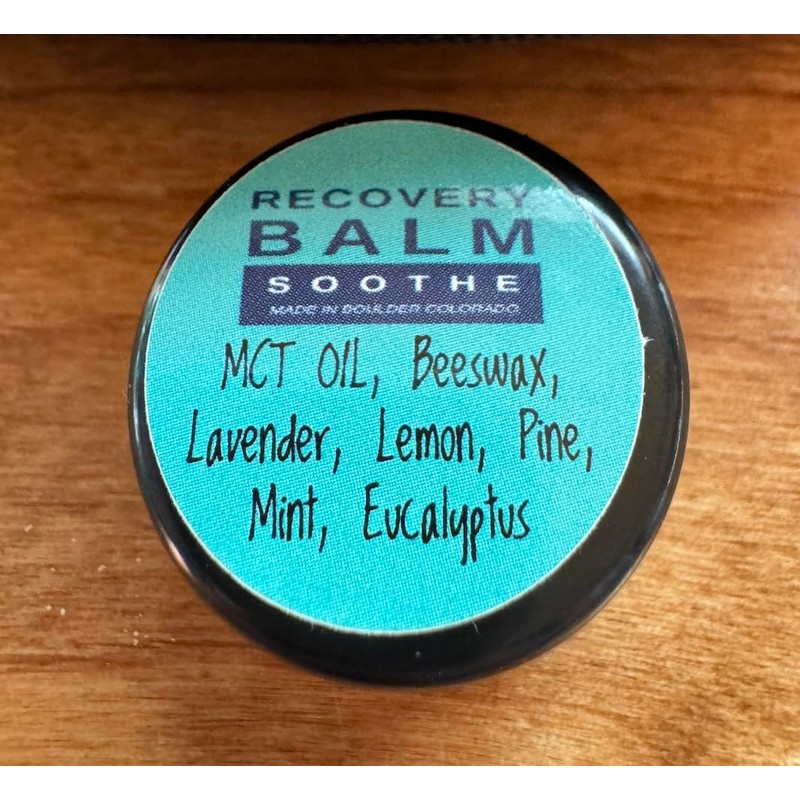 RECOVERY
BALM
SOOTHE
MADE IN BOULDER COLORADO
MCT OIL, Beeswax,
Lavender, Lemon, Pine,
Mint, Eucalyptus